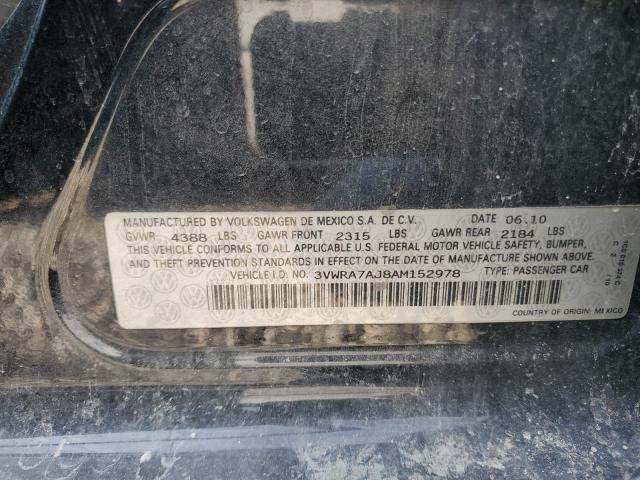 MANUFACTURED BY VOLKSWAGEN DE MEXICO S.A. DE C.V. DATE 06.10
GVWR 4388 LBS GAWR FRONT 2315 LBS GAWR REAR 2184 LBS
THIS VEHICLE CONFORMS TO ALL APPLICABLE U.S. FEDERAL MOTOR VEHICLE SAFETY, BUMPER,
AND THEFT PREVENTION STANDARDS IN EFFECT ON THE DATE OF MANUFACTURE SHOWN ABOVE.
VEHICLE I.D. NO. 3VWRA7AJ8AM152978 TYPE: PASSENGER CAR
COUNTRY OF ORIGIN: MEXICO